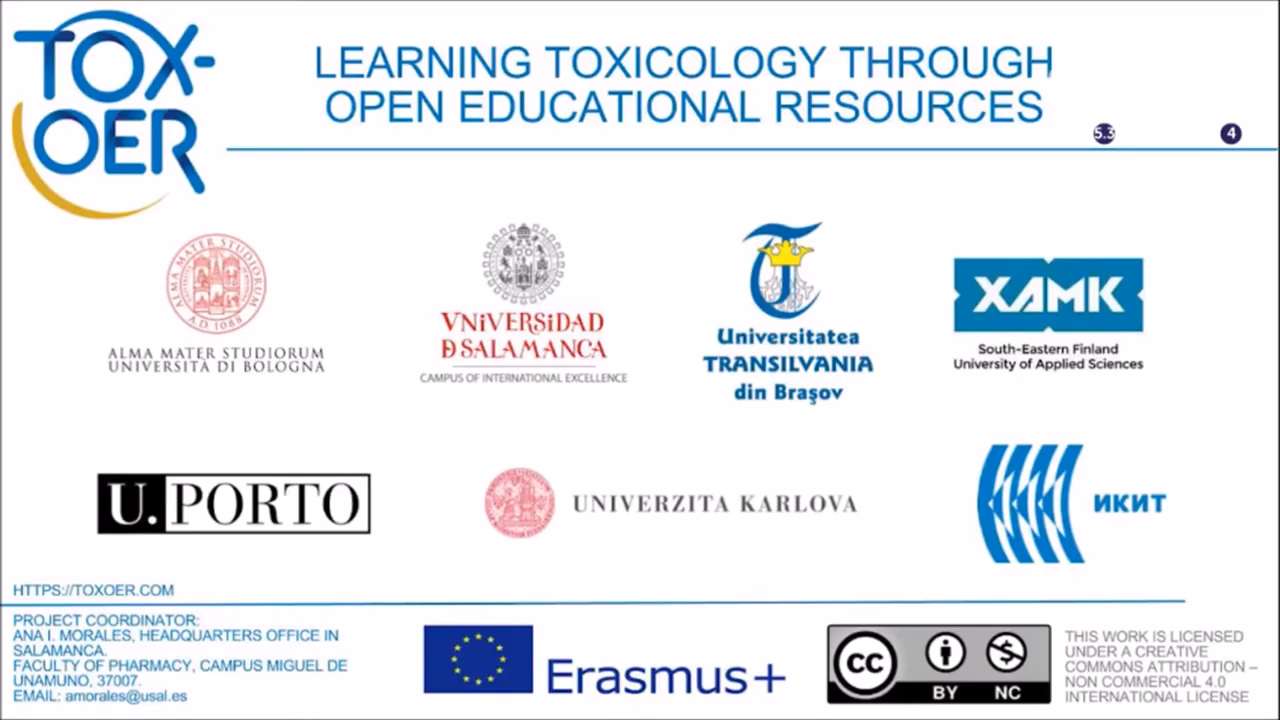 TOX-
OER
LEARNING TOXICOLOGY THROUGH
OPEN EDUCATIONAL RESOURCES
5.3
4
ALMA MATER STUDIORUM
A.D. 1088
ALMA MATER STUDIORUM
UNIVERSITÀ DI BOLOGNA
VNiVERSiDAD
Ð SALAMANCA
CAMPUS OF INTERNATIONAL EXCELLENCE
Universitatea
TRANSILVANIA
din Braşov
XAMK
South-Eastern Finland
University of Applied Sciences
U.PORTO
UNIVERZITA KARLOVA
ИКИТ
HTTPS://TOXOER.COM
PROJECT COORDINATOR:
ANA I. MORALES, HEADQUARTERS OFFICE IN
SALAMANCA.
FACULTY OF PHARMACY, CAMPUS MIGUEL DE
UNAMUNO, 37007.
EMAIL: amorales@usal.es
Erasmus+
CC
BY NC
THIS WORK IS LICENSED
UNDER A CREATIVE
COMMONS ATTRIBUTION –
NON COMMERCIAL 4.0
INTERNATIONAL LICENSE